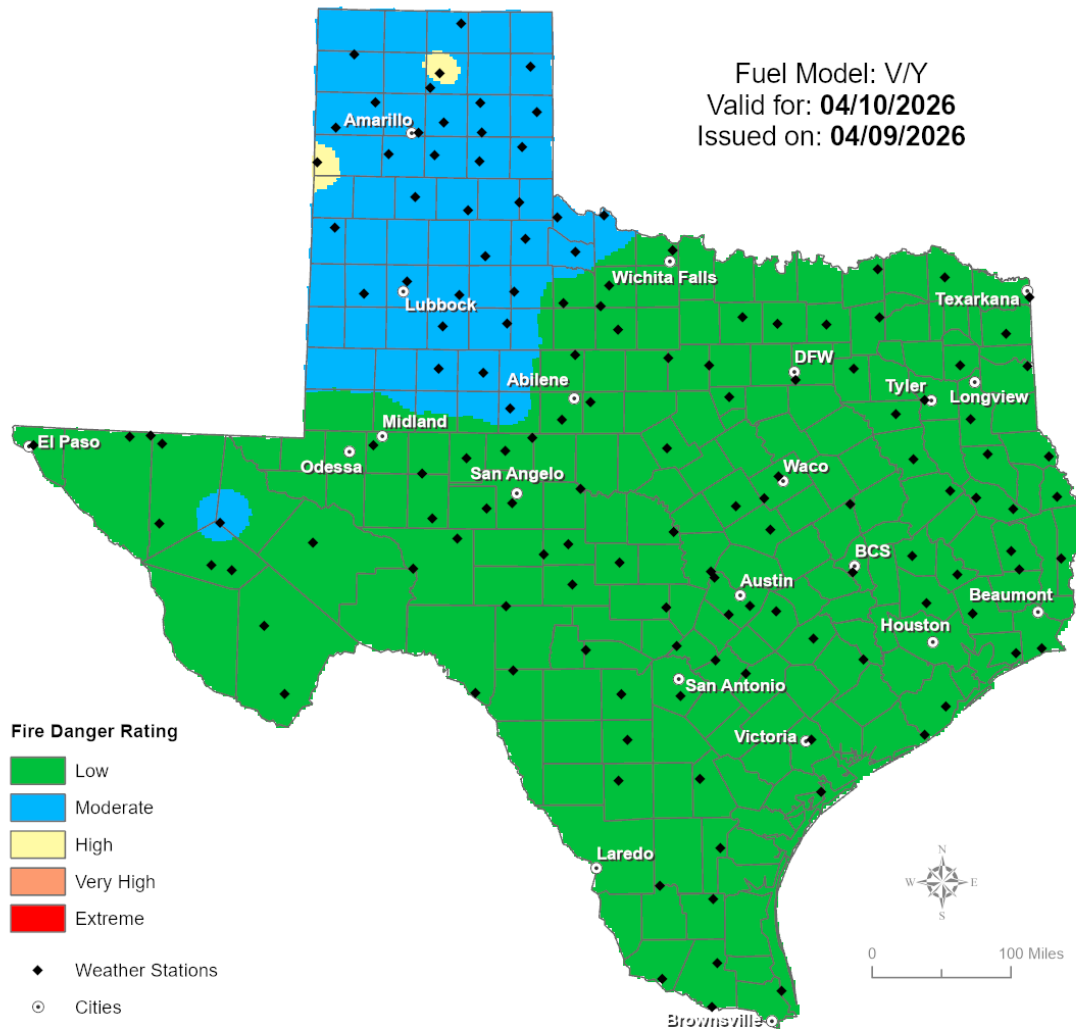 Fuel Model: V/Y
Valid for: 04/10/2026
Issued on: 04/09/2026
Amarillo
Wichita Falls
Lubbock
Texarkana
DFW
Abilene
Tyler
Longview
Midland
El Paso
Odessa
San Angelo
Waco
BCS
Austin
Beaumont
Houston
San Antonio
Victoria
Laredo
Brownsville
Fire Danger Rating
Low
Moderate
High
Very High
Extreme
Weather Stations
Cities
N
W E
S
0 100 Miles